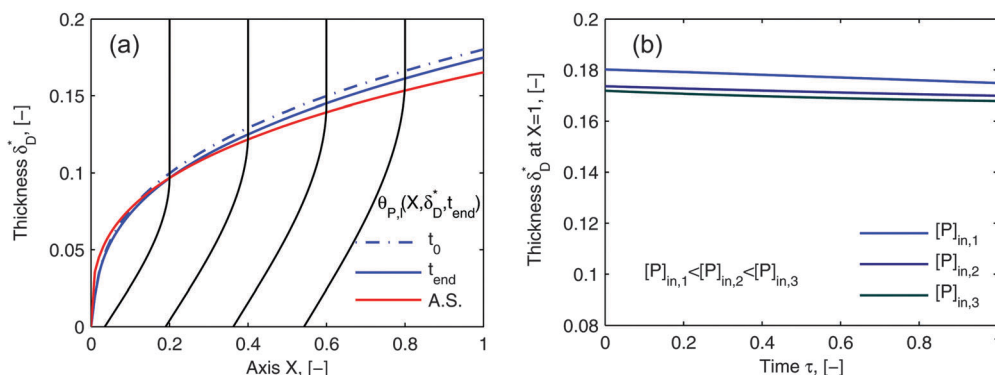 (a)
Thickness δ*D, [–]
0.2
0.15
0.1
0.05
0
θP,I(X,δ*D,tend)
t0
tend
A.S.
0 0.2 0.4 0.6 0.8 1
Axis X, [–]
(b)
Thickness δ*D at X=1, [–]
0.2
0.18
0.16
0.14
0.12
0.1
0.08
[P]in,1<[P]in,2<[P]in,3
[P]in,1
[P]in,2
[P]in,3
0 0.2 0.4 0.6 0.8 1
Time τ, [–]